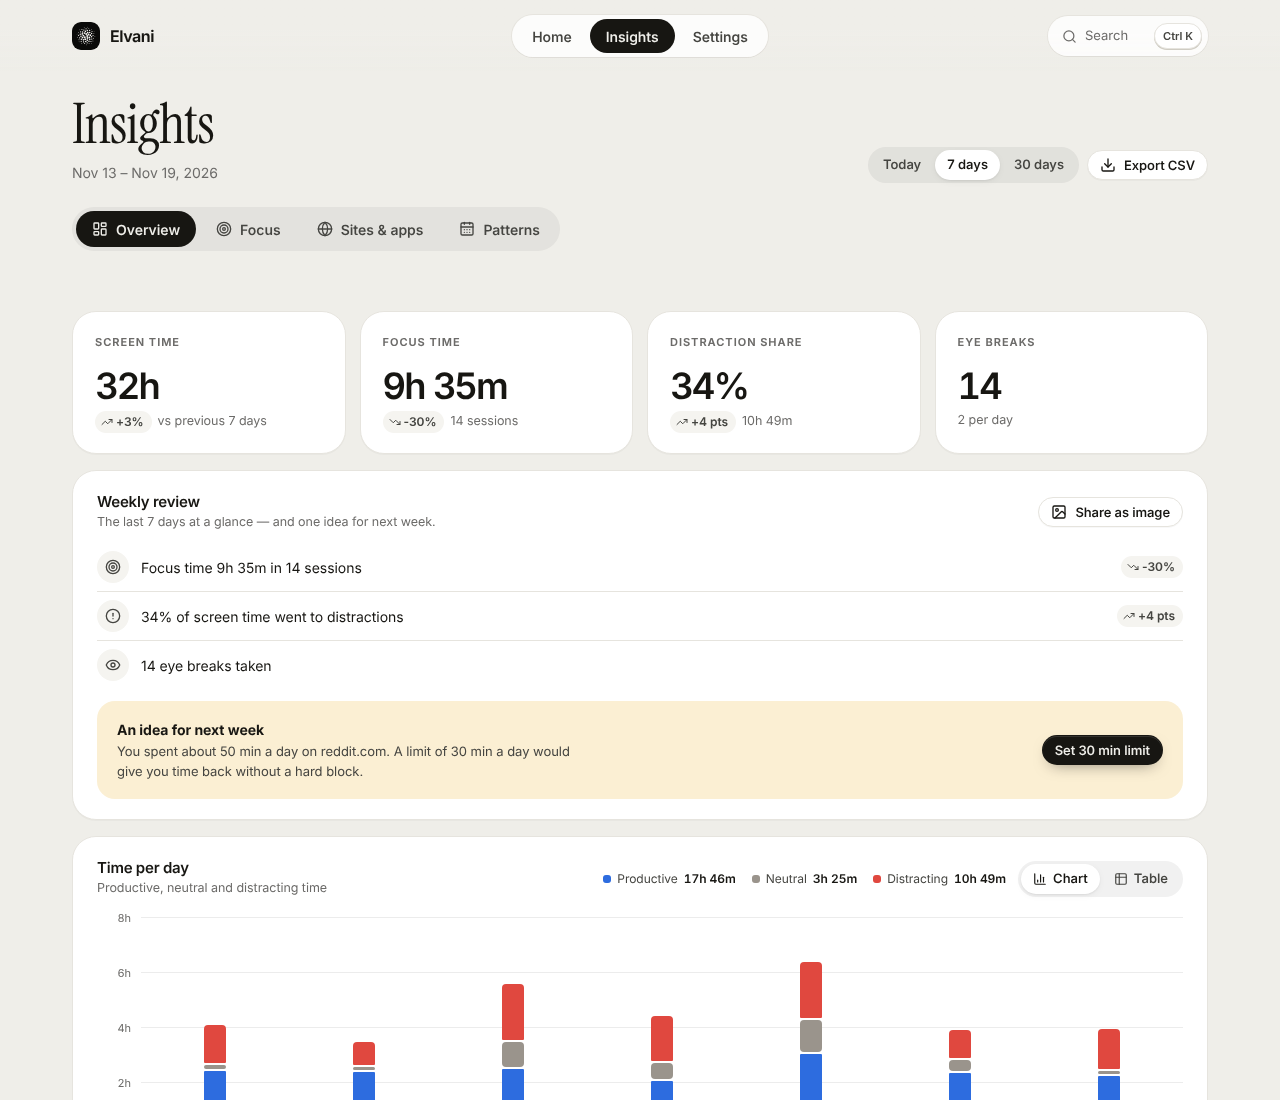 Elvani
Home
Insights
Settings
Search
Ctrl K
Insights
Nov 13 – Nov 19, 2026
Today
7 days
30 days
Export CSV
Overview
Focus
Sites & apps
Patterns
SCREEN TIME
32h
+3% vs previous 7 days
FOCUS TIME
9h 35m
-30% 14 sessions
DISTRACTION SHARE
34%
+4 pts 10h 49m
EYE BREAKS
14
2 per day
Weekly review
The last 7 days at a glance — and one idea for next week.
Share as image
Focus time 9h 35m in 14 sessions
-30%
34% of screen time went to distractions
+4 pts
14 eye breaks taken
An idea for next week
You spent about 50 min a day on reddit.com. A limit of 30 min a day would
give you time back without a hard block.
Set 30 min limit
Time per day
Productive, neutral and distracting time
Productive 17h 46m
Neutral 3h 25m
Distracting 10h 49m
Chart
Table
8h
6h
4h
2h